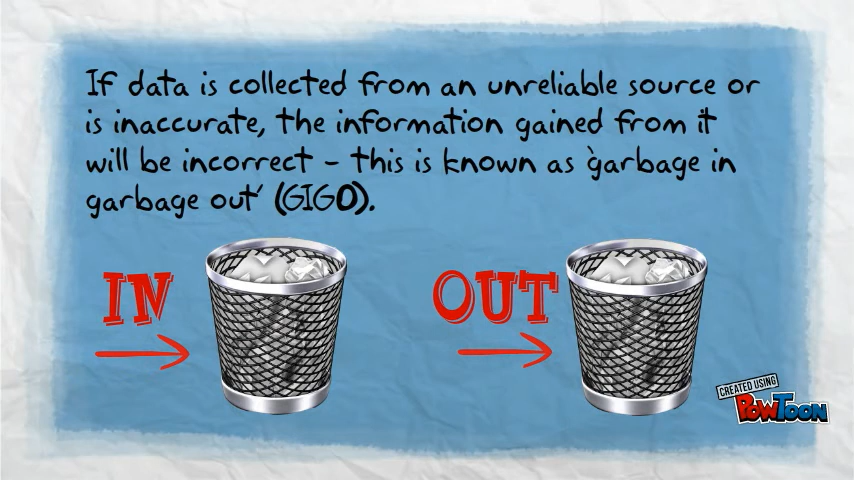 If data is collected from an unreliable source or
is inaccurate, the information gained from it
will be incorrect - this is known as 'garbage in
garbage out' (GIGO).
IN
OUT
CREATED USING
POWTOON